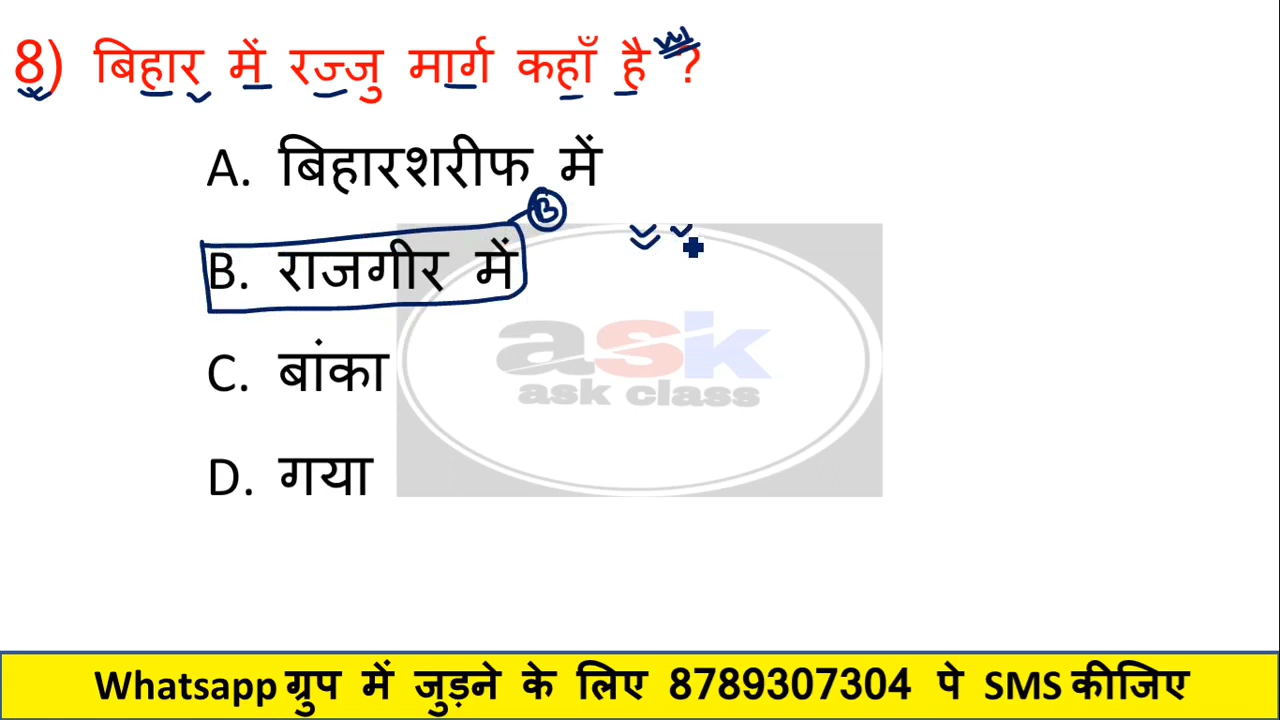 8) बिहार में रज्जु मार्ग कहाँ है ?
A. बिहारशरीफ में
B
B. राजगीर में
ask
ask class
C. बांका
D. गया
Whatsapp ग्रुप में जुड़ने के लिए 8789307304 पे SMS कीजिए